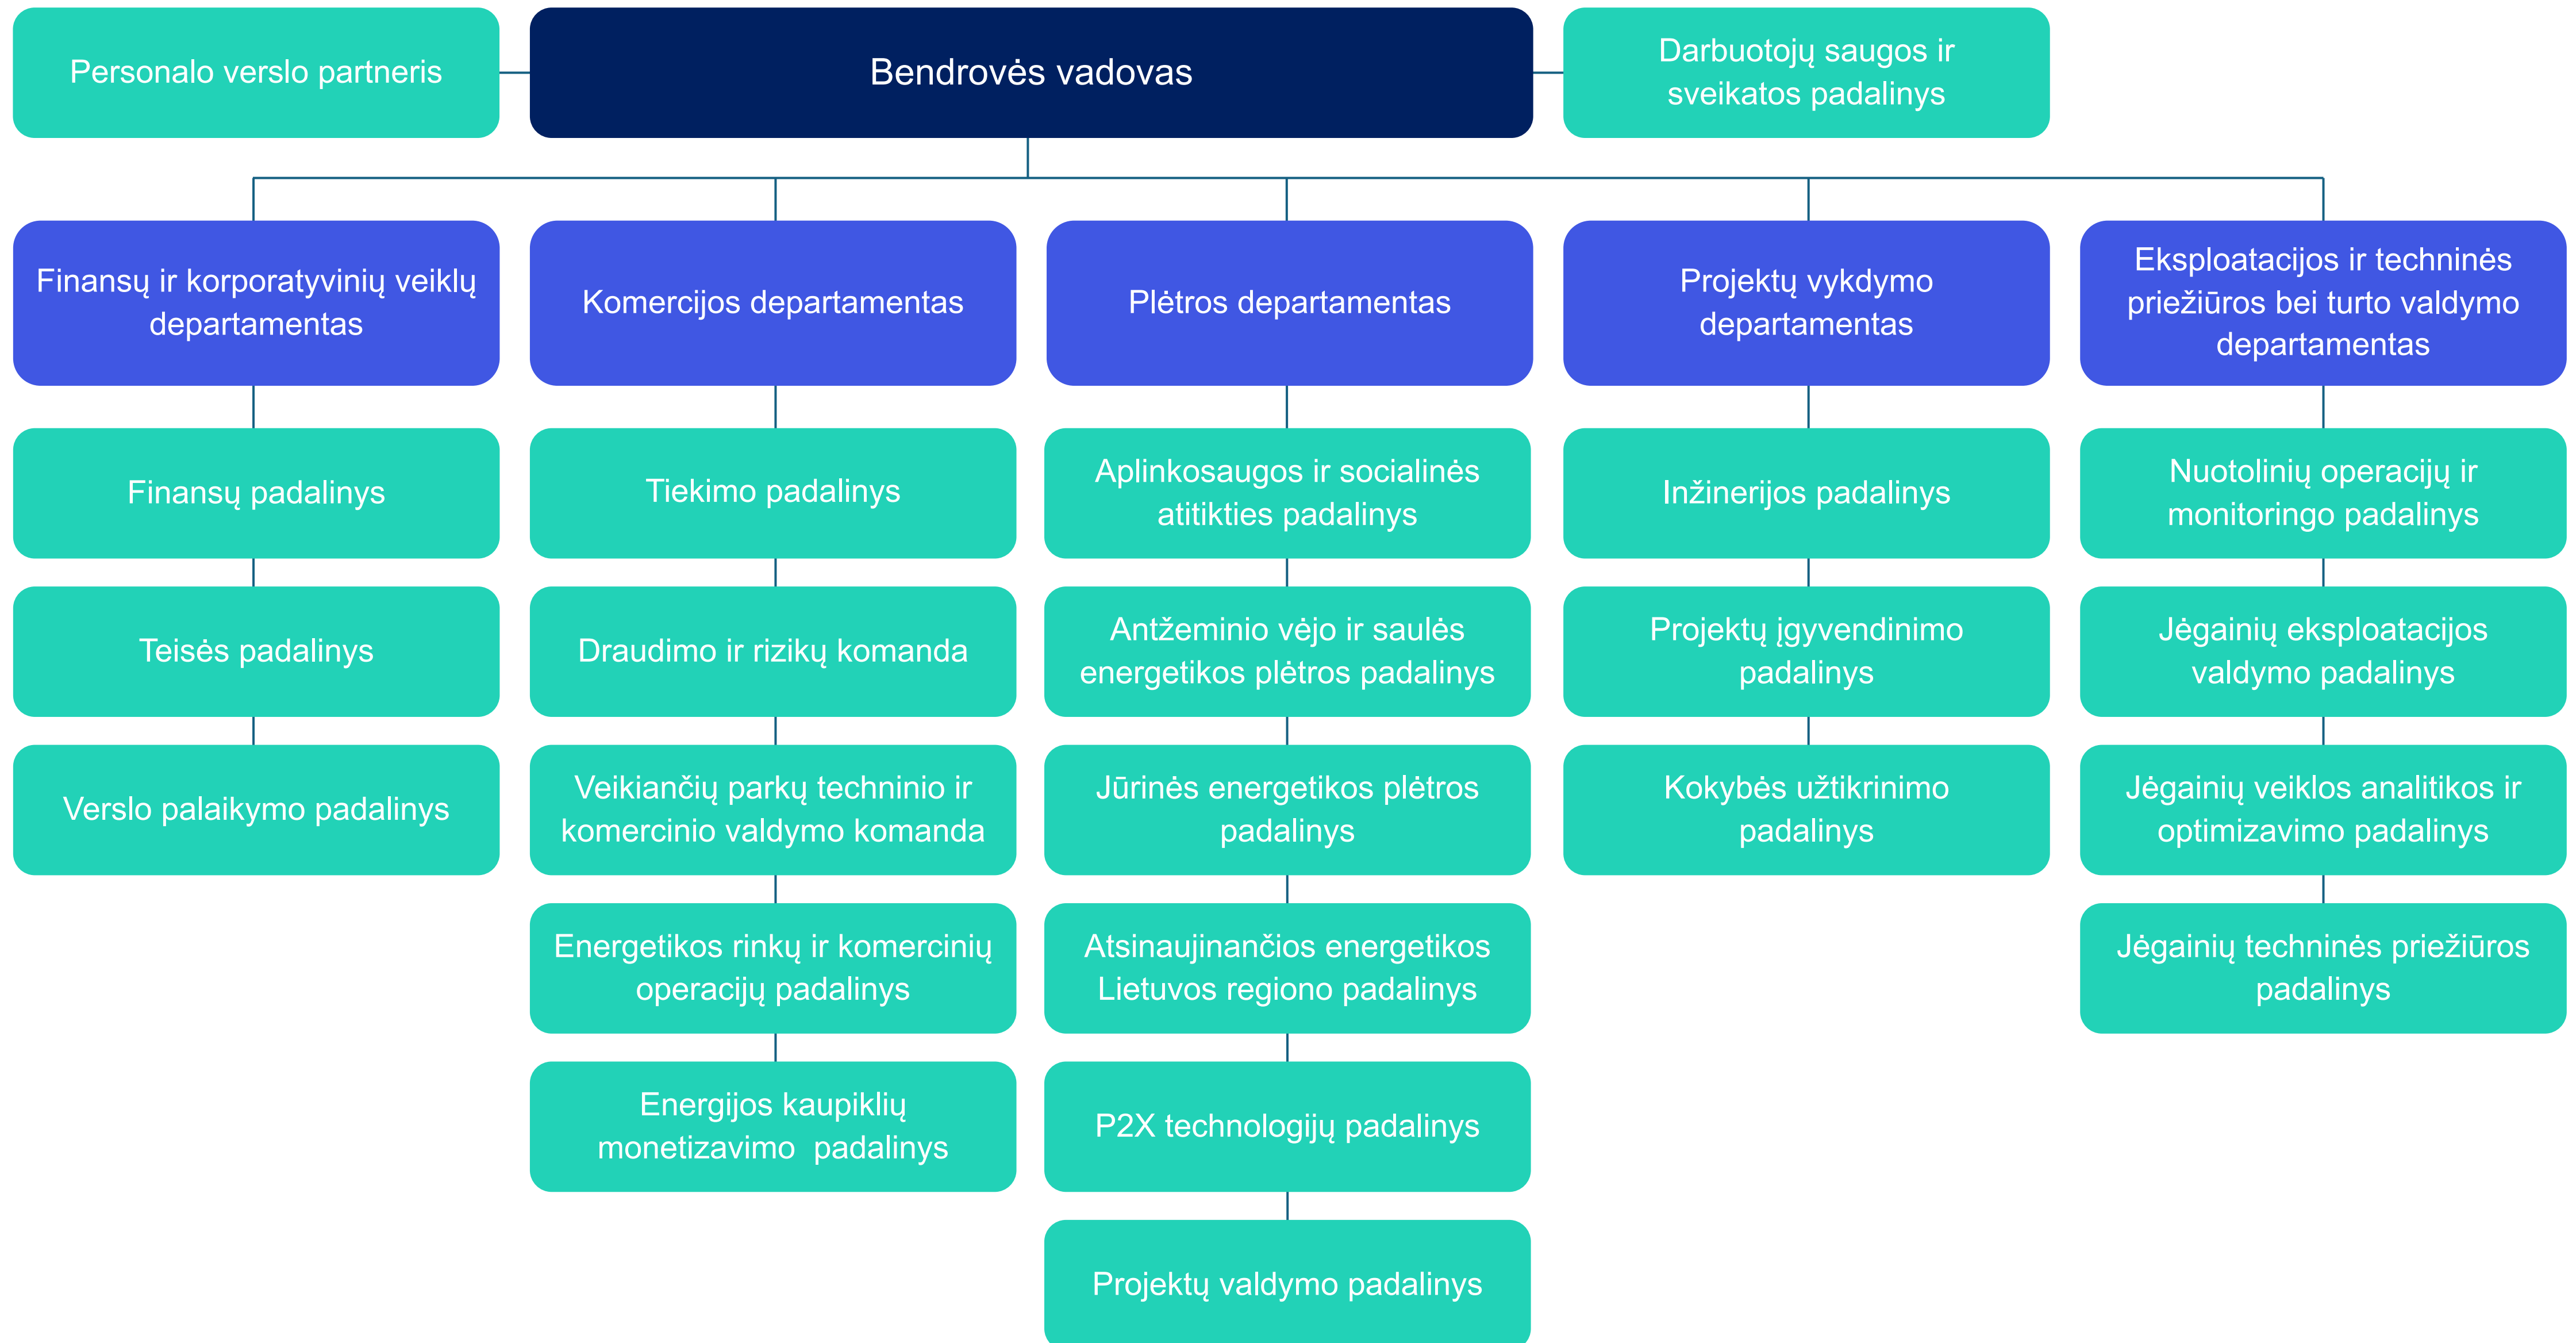 Personalo verslo partneris
Bendrovės vadovas
Darbuotojų saugos ir
sveikatos padalinys
Finansų ir korporatyvinių veiklų
departamentas
Komercijos departamentas
Plėtros departamentas
Projektų vykdymo
departamentas
Eksploatacijos ir techninės
priežiūros bei turto valdymo
departamentas
Finansų padalinys
Teisės padalinys
Verslo palaikymo padalinys
Tiekimo padalinys
Draudimo ir rizikų komanda
Veikiančių parkų techninio ir
komercinio valdymo komanda
Energetikos rinkų ir komercinių
operacijų padalinys
Energijos kaupiklių
monetizavimo  padalinys
Aplinkosaugos ir socialinės
atitikties padalinys
Antžeminio vėjo ir saulės
energetikos plėtros padalinys
Jūrinės energetikos plėtros
padalinys
Atsinaujinančios energetikos
Lietuvos regiono padalinys
P2X technologijų padalinys
Projektų valdymo padalinys
Inžinerijos padalinys
Projektų įgyvendinimo
padalinys
Kokybės užtikrinimo
padalinys
Nuotolinių operacijų ir
monitoringo padalinys
Jėgainių eksploatacijos
valdymo padalinys
Jėgainių veiklos analitikos ir
optimizavimo padalinys
Jėgainių techninės priežiūros
padalinys